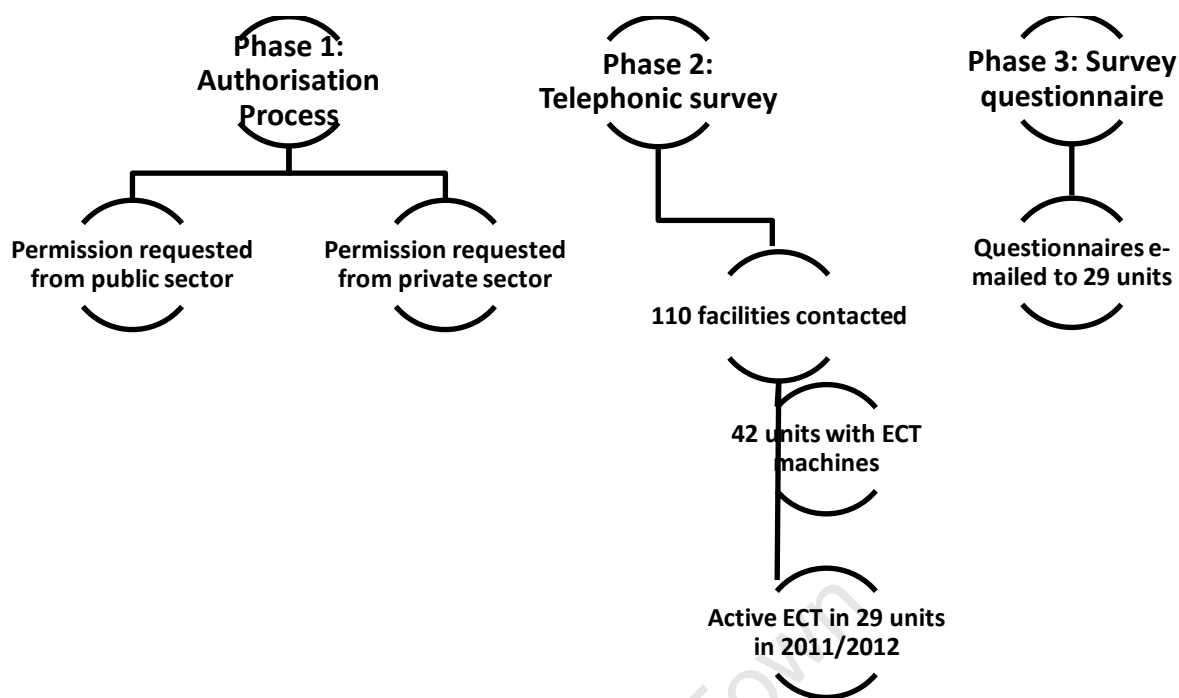 Phase 1:
Authorisation
Process
Permission requested
from public sector
Permission requested
from private sector
Phase 2:
Telephonic survey
110 facilities contacted
42 units with ECT
machines
Active ECT in 29 units
in 2011/2012
Phase 3: Survey
questionnaire
Questionnaires e-
mailed to 29 units
Town